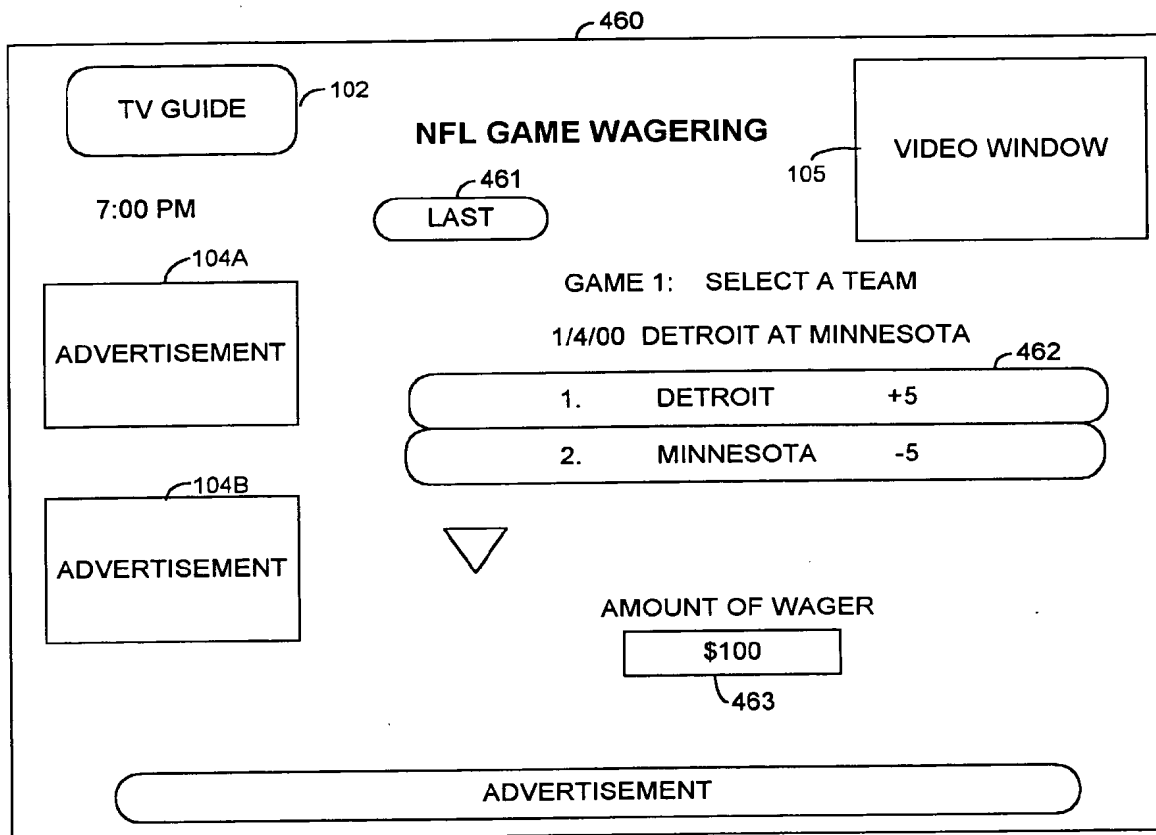 460
TV GUIDE
102
NFL GAME WAGERING
105
VIDEO WINDOW
461
7:00 PM
LAST
104A
GAME 1: SELECT A TEAM
ADVERTISEMENT
1/4/00 DETROIT AT MINNESOTA
462
1. DETROIT +5
2. MINNESOTA -5
104B
ADVERTISEMENT
AMOUNT OF WAGER
$100
463
ADVERTISEMENT